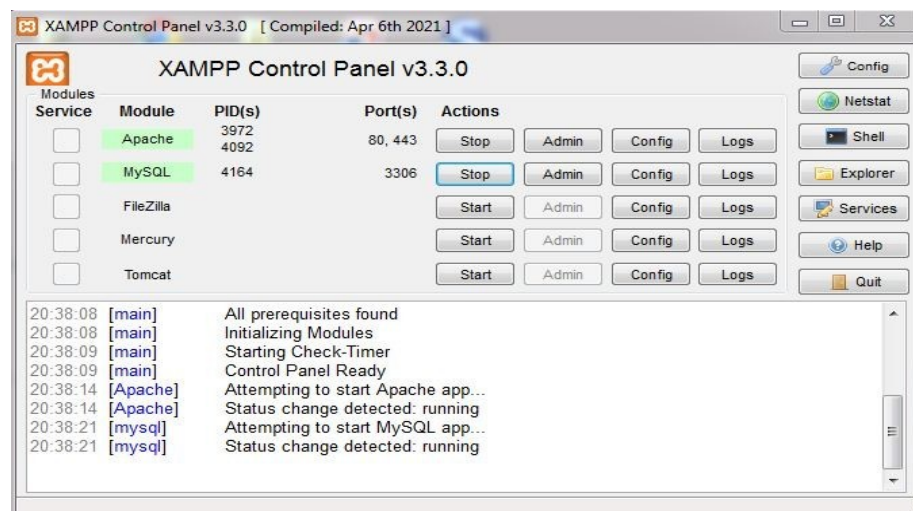 XAMPP Control Panel v3.3.0 [ Compiled: Apr 6th 2021 ]
XAMPP Control Panel v3.3.0
Config
Modules
Service Module PID(s) Port(s) Actions
Netstat
Apache 3972 4092 80, 443 Stop Admin Config Logs
Shell
MySQL 4164 3306 Stop Admin Config Logs
Explorer
FileZilla Start Admin Config Logs
Services
Mercury Start Admin Config Logs
Help
Tomcat Start Admin Config Logs
Quit
20:38:08 [main] All prerequisites found
20:38:08 [main] Initializing Modules
20:38:09 [main] Starting Check-Timer
20:38:09 [main] Control Panel Ready
20:38:14 [Apache] Attempting to start Apache app...
20:38:14 [Apache] Status change detected: running
20:38:21 [mysql] Attempting to start MySQL app...
20:38:21 [mysql] Status change detected: running